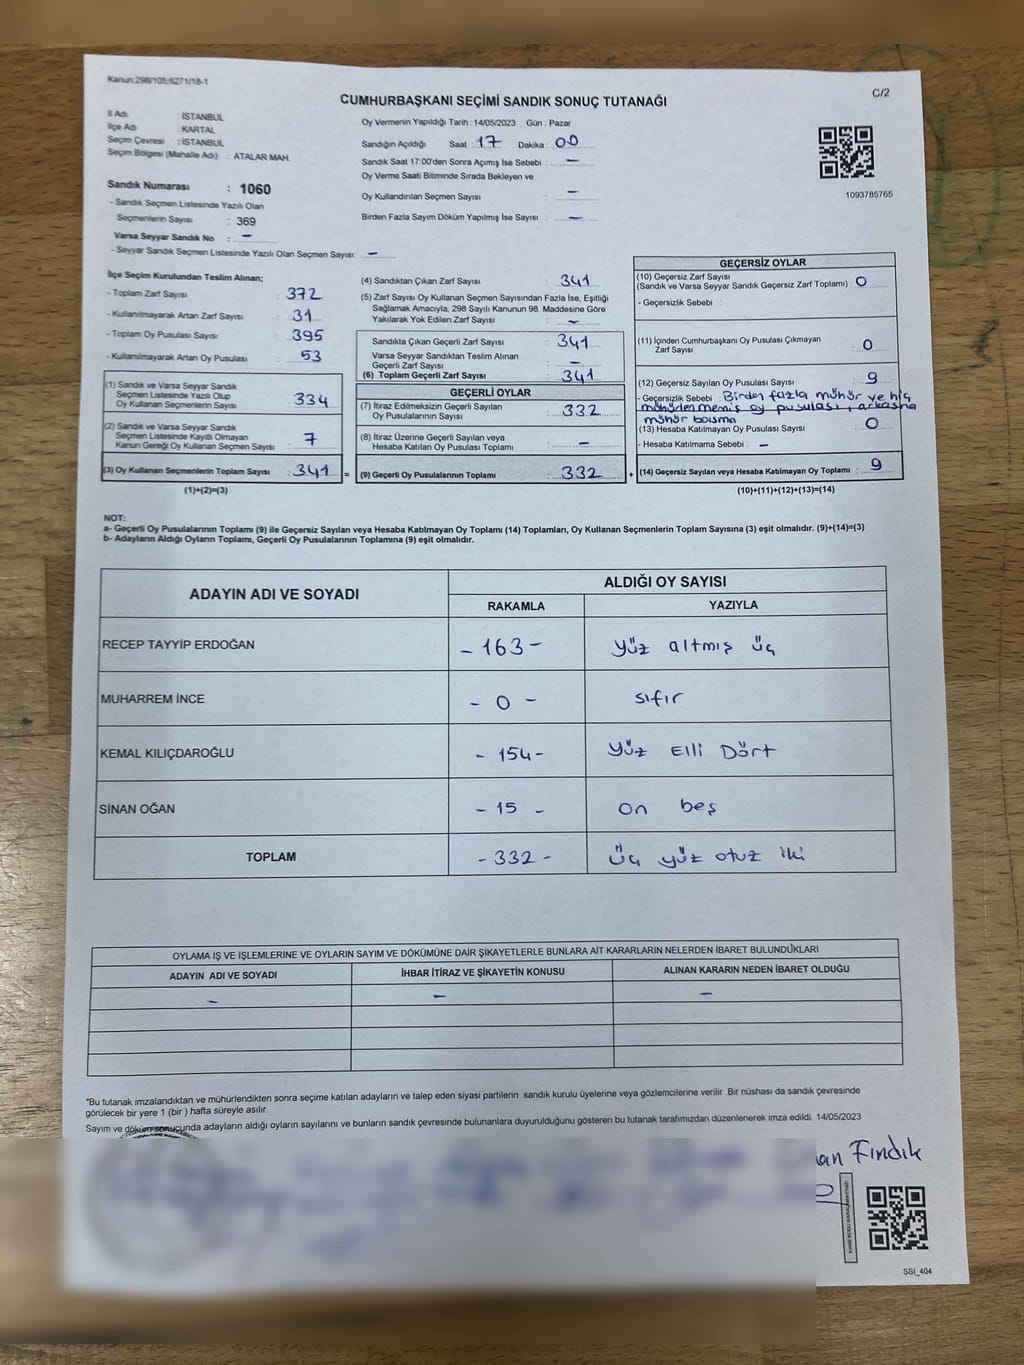 Kanun;298/105;6271/18-1
C/2
CUMHURBAŞKANI SEÇİMİ SANDIK SONUÇ TUTANAĞI
İl Adı : İSTANBUL
İlçe Adı : KARTAL
Seçim Çevresi : İSTANBUL
Seçim Bölgesi (Mahalle Adı) : ATALAR MAH.
Sandık Numarası : 1060
- Sandık Seçmen Listesinde Yazılı Olan
Seçmenlerin Sayısı : 369
Varsa Seyyar Sandık No : -
- Seyyar Sandık Seçmen Listesinde Yazılı Olan Seçmen Sayısı: -
Oy Vermenin Yapıldığı Tarih : 14/05/2023 Gün : Pazar
Sandığın Açıldığı Saat : 17 Dakika : 00
Sandık Saat 17:00'den Sonra Açımış İse Sebebi : -
Oy Verme Saati Bitiminde Sırada Bekleyen ve
Oy Kullandırılan Seçmen Sayısı : -
Birden Fazla Sayım Döküm Yapılmış İse Sayısı : -
1093785765
İlçe Seçim Kurulundan Teslim Alınan;
- Toplam Zarf Sayısı : 372
- Kullanılmayarak Artan Zarf Sayısı : 31
- Toplam Oy Pusulası Sayısı : 395
- Kullanılmayarak Artan Oy Pusulası : 53
(1) Sandık ve Varsa Seyyar Sandık
Seçmen Listesinde Yazılı Olup
Oy Kullanan Seçmenlerin Sayısı : 334
(2) Sandık ve Varsa Seyyar Sandık
Seçmen Listesinde Kayıtlı Olmayan
Kanun Gereği Oy Kullanan Seçmen Sayısı : 7
(3) Oy Kullanan Seçmenlerin Toplam Sayısı : 341 =
(1)+(2)=(3)
(4) Sandıktan Çıkan Zarf Sayısı : 341
(5) Zarf Sayısı Oy Kullanan Seçmen Sayısından Fazla İse, Eşitliği
Sağlamak Amacıyla, 298 Sayılı Kanunun 98. Maddesine Göre
Yakılarak Yok Edilen Zarf Sayısı : -
Sandıkta Çıkan Geçerli Zarf Sayısı : 341
Varsa Seyyar Sandıktan Teslim Alınan
Geçerli Zarf Sayısı : -
(6) Toplam Geçerli Zarf Sayısı : 341
GEÇERLİ OYLAR
(7) İtiraz Edilmeksizin Geçerli Sayılan
Oy Pusulalarının Sayısı : 332
(8) İtiraz Üzerine Geçerli Sayılan veya
Hesaba Katılan Oy Pusulası Toplamı : -
(9) Geçerli Oy Pusulalarının Toplamı : 332 +
GEÇERSİZ OYLAR
(10) Geçersiz Zarf Sayısı
(Sandık ve Varsa Seyyar Sandık Geçersiz Zarf Toplamı) : 0
- Geçersizlik Sebebi :
(11) İçinden Cumhurbaşkanı Oy Pusulası Çıkmayan
Zarf Sayısı : 0
(12) Geçersiz Sayılan Oy Pusulası Sayısı : 9
- Geçersizlik Sebebi : Birden fazla mühür ve hiç
mühürlenmemiş oy pusulası, arkasına
mühür basma
(13) Hesaba Katılmayan Oy Pusulası Sayısı : 0
- Hesaba Katılmama Sebebi : -
(14) Geçersiz Sayılan veya Hesaba Katılmayan Oy Toplamı : 9
(10)+(11)+(12)+(13)=(14)
NOT:
a- Geçerli Oy Pusulalarının Toplamı (9) ile Geçersiz Sayılan veya Hesaba Katılmayan Oy Toplamı (14) Toplamları, Oy Kullanan Seçmenlerin Toplam Sayısına (3) eşit olmalıdır. (9)+(14)=(3)
b- Adayların Aldığı Oyların Toplamı, Geçerli Oy Pusulalarının Toplamına (9) eşit olmalıdır.
ADAYIN ADI VE SOYADI ALDIĞI OY SAYISI
RAKAMLA YAZIYLA
RECEP TAYYİP ERDOĞAN - 163 - yüz altmış üç
MUHARREM İNCE - 0 - sıfır
KEMAL KILIÇDAROĞLU - 154 - yüz Elli Dört
SİNAN OĞAN - 15 - on beş
TOPLAM - 332 - üç yüz otuz iki
OYLAMA İŞ VE İŞLEMLERİNE VE OYLARIN SAYIM VE DÖKÜMÜNE DAİR ŞİKAYETLERLE BUNLARA AİT KARARLARIN NELERDEN İBARET BULUNDUKLARI
ADAYIN ADI VE SOYADI İHBAR İTİRAZ VE ŞİKAYETİN KONUSU ALINAN KARARIN NEDEN İBARET OLDUĞU
- - -
"Bu tutanak imzalandıktan ve mühürlendikten sonra seçime katılan adayların ve talep eden siyasi partilerin sandık kurulu üyelerine veya gözlemcilerine verilir .Bir nüshası da sandık çevresinde
görülecek bir yere 1 (bir ) hafta süreyle asılır.
Sayım ve döküm sonucunda adayların aldığı oyların sayılarını ve bunların sandık çevresinde bulunanlara duyurulduğunu gösteren bu tutanak tarafımızdan düzenlenerek imza edildi. 14/05/2023
an Fındık
SSI_404